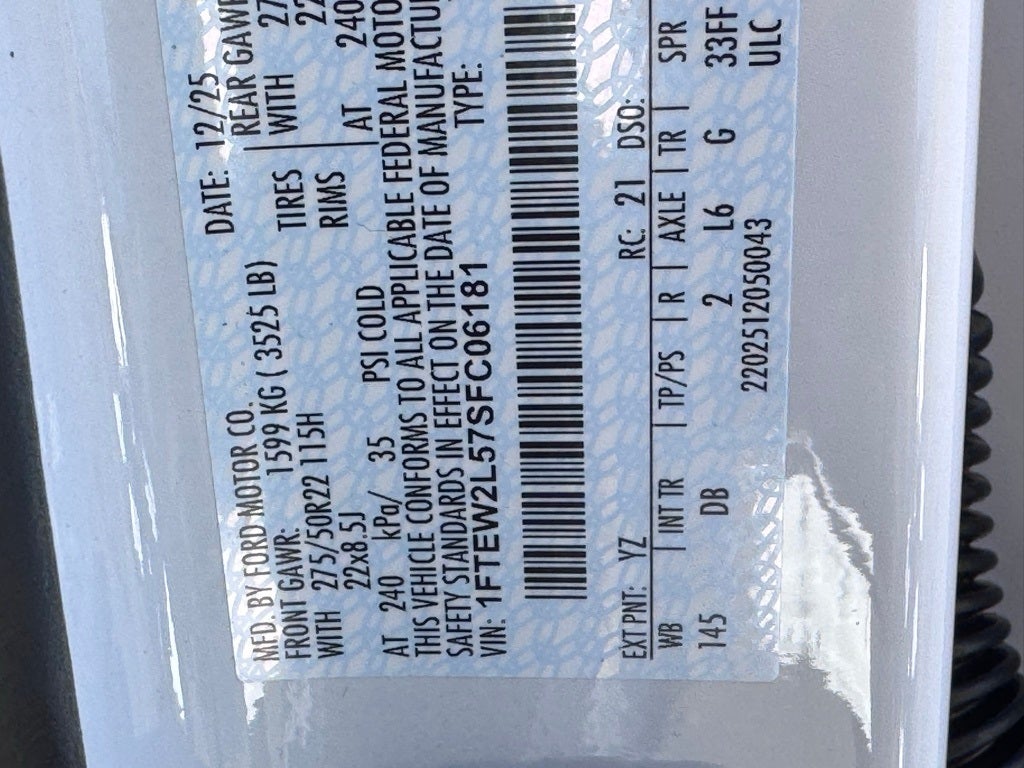 MFD. BY FORD MOTOR CO. DATE: 12/25
FRONT GAWR: 1599 KG ( 3525 LB) REAR GAWR
WITH 275/50R22 115H TIRES WITH 27
22x8.5J RIMS 22
AT 240 kPa/ 35 PSI COLD AT 240
THIS VEHICLE CONFORMS TO ALL APPLICABLE FEDERAL MOTO
SAFETY STANDARDS IN EFFECT ON THE DATE OF MANUFACTU
VIN: 1FTEW2L57SFC06181 TYPE:
EXT PNT: YZ RC: 21 DSO:
WB | INT TR | TP/PS | R | AXLE | TR | SPR
145 DB 2 L6 G 33FF
2202512050043 ULC